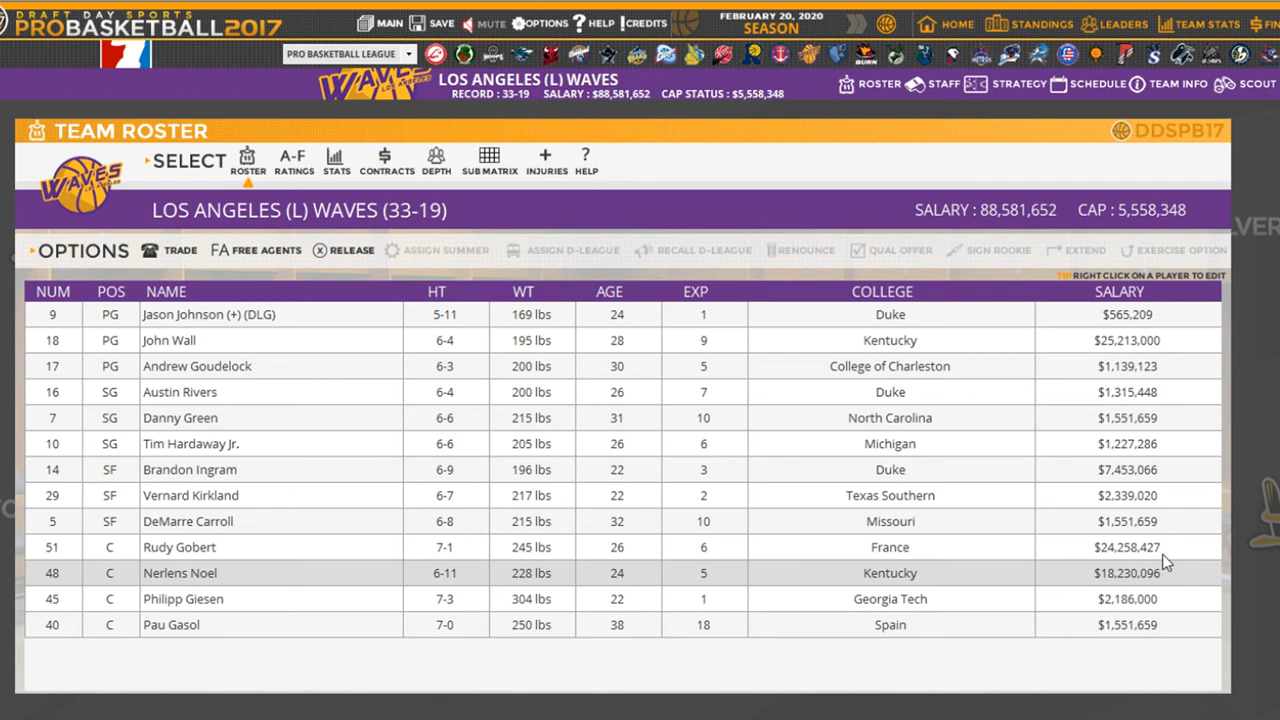 DRAFT DAY SPORTS
PROBASKETBALL2017
MAIN SAVE MUTE OPTIONS ? HELP ! CREDITS
FEBRUARY 20, 2020
SEASON
HOME STANDINGS LEADERS TEAM STATS $ FIN
PRO BASKETBALL LEAGUE
WAVES
LOS ANGELES (L) WAVES
RECORD : 33-19 SALARY : $88,581,652 CAP STATUS : $5,558,348
ROSTER STAFF STRATEGY SCHEDULE TEAM INFO SCOUT
TEAM ROSTER
DDSPB17
WAVES
SELECT
ROSTER A-F RATINGS STATS $ CONTRACTS DEPTH SUB MATRIX + INJURIES ? HELP
LOS ANGELES (L) WAVES (33-19) SALARY : 88,581,652 CAP : 5,558,348
OPTIONS TRADE FA FREE AGENTS RELEASE ASSIGN SUMMER ASSIGN D-LEAGUE RECALL D-LEAGUE RENOUNCE QUAL OFFER SIGN ROOKIE EXTEND EXERCISE OPTION
TIP RIGHT CLICK ON A PLAYER TO EDIT
NUM POS NAME HT WT AGE EXP COLLEGE SALARY
9 PG Jason Johnson (+) (DLG) 5-11 169 lbs 24 1 Duke $565,209
18 PG John Wall 6-4 195 lbs 28 9 Kentucky $25,213,000
17 PG Andrew Goudelock 6-3 200 lbs 30 5 College of Charleston $1,139,123
16 SG Austin Rivers 6-4 200 lbs 26 7 Duke $1,315,448
7 SG Danny Green 6-6 215 lbs 31 10 North Carolina $1,551,659
10 SG Tim Hardaway Jr. 6-6 205 lbs 26 6 Michigan $1,227,286
14 SF Brandon Ingram 6-9 196 lbs 22 3 Duke $7,453,066
29 SF Vernard Kirkland 6-7 217 lbs 22 2 Texas Southern $2,339,020
5 SF DeMarre Carroll 6-8 215 lbs 32 10 Missouri $1,551,659
51 C Rudy Gobert 7-1 245 lbs 26 6 France $24,258,427
48 C Nerlens Noel 6-11 228 lbs 24 5 Kentucky $18,230,096
45 C Philipp Giesen 7-3 304 lbs 22 1 Georgia Tech $2,186,000
40 C Pau Gasol 7-0 250 lbs 38 18 Spain $1,551,659